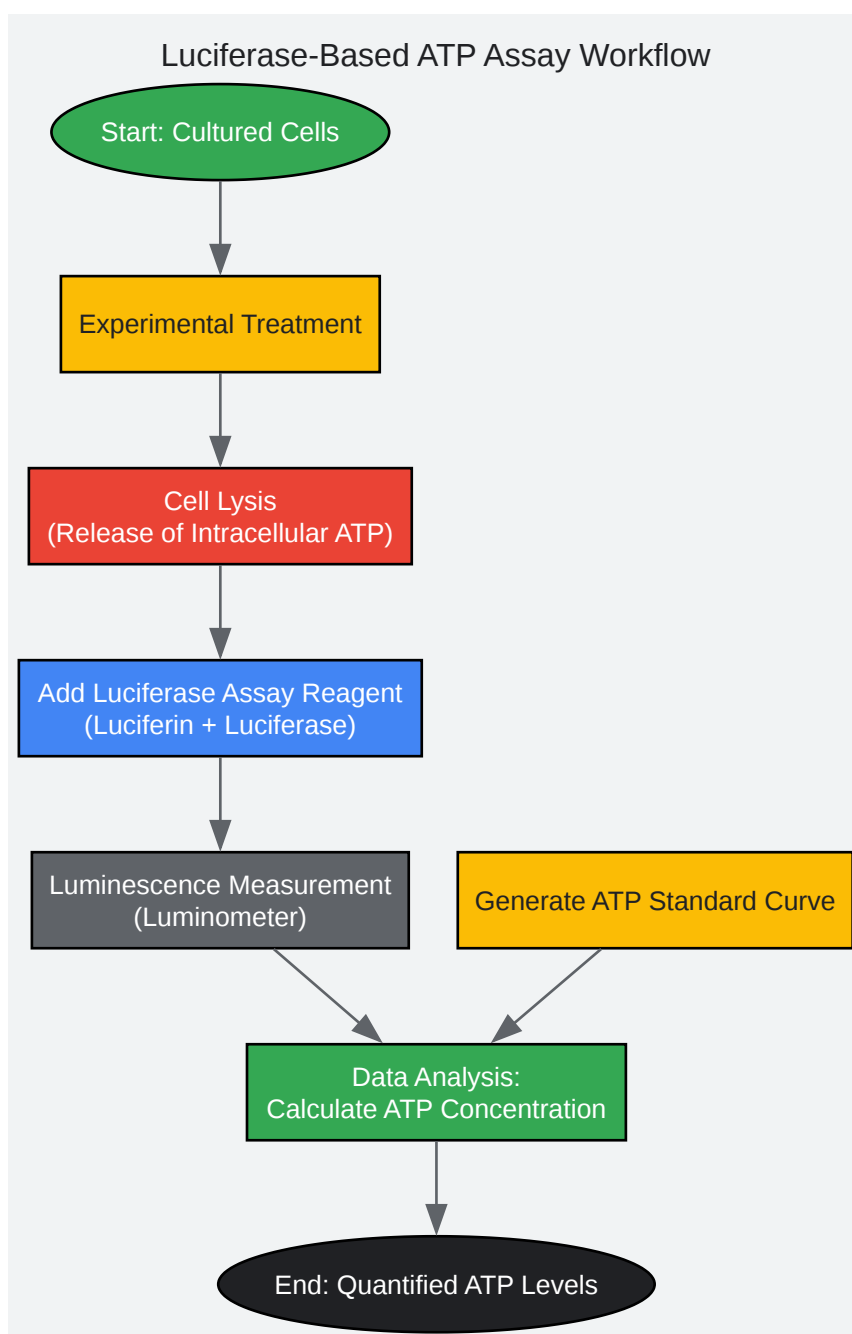 Luciferase-Based ATP Assay Workflow
Start: Cultured Cells
Experimental Treatment
Cell Lysis
(Release of Intracellular ATP)
Add Luciferase Assay Reagent
(Luciferin + Luciferase)
Luminescence Measurement
(Luminometer)
Generate ATP Standard Curve
Data Analysis:
Calculate ATP Concentration
End: Quantified ATP Levels